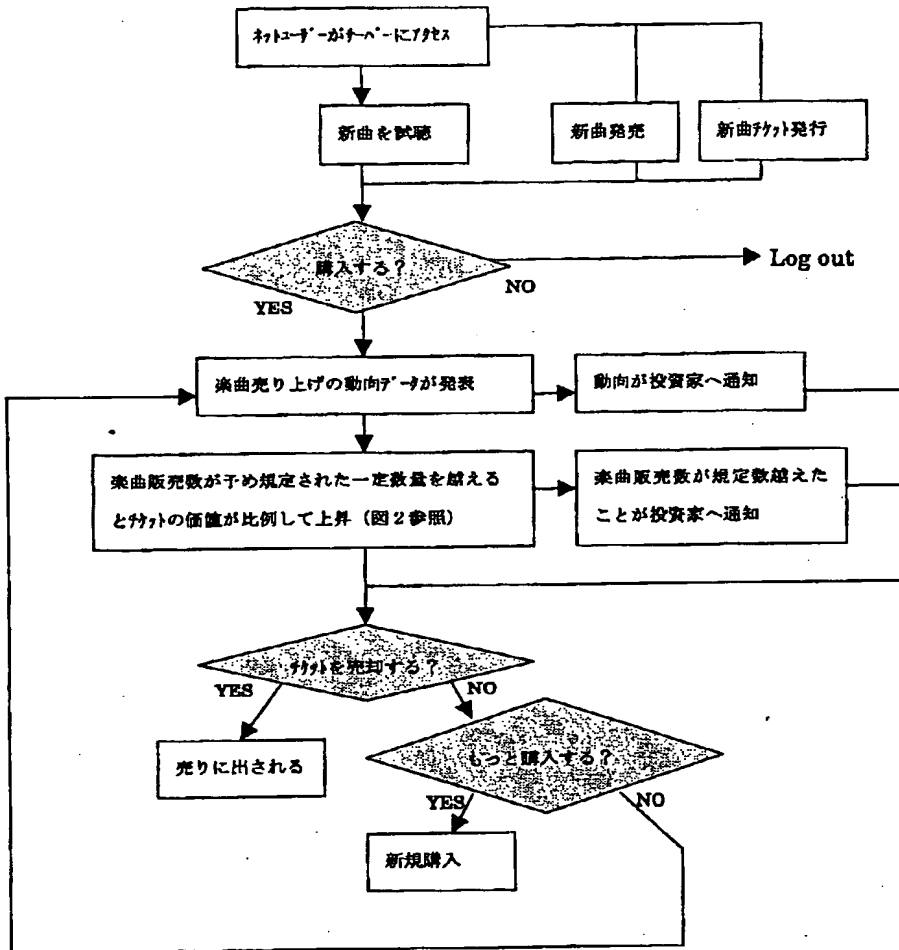 ネットユーザーがサーバーにアクセス
新曲を試聴
新曲発売
新曲チケット発行
購入する?
Log out
YES
NO
楽曲売り上げの動向データが発表
動向が投資家へ通知
楽曲販売数が予め規定された一定数量を越える
とチケットの価値が比例して上昇(図2参照)
楽曲販売数が規定数越えた
ことが投資家へ通知
チケットを売却する?
YES
NO
売りに出される
もっと購入する?
YES
NO
新規購入